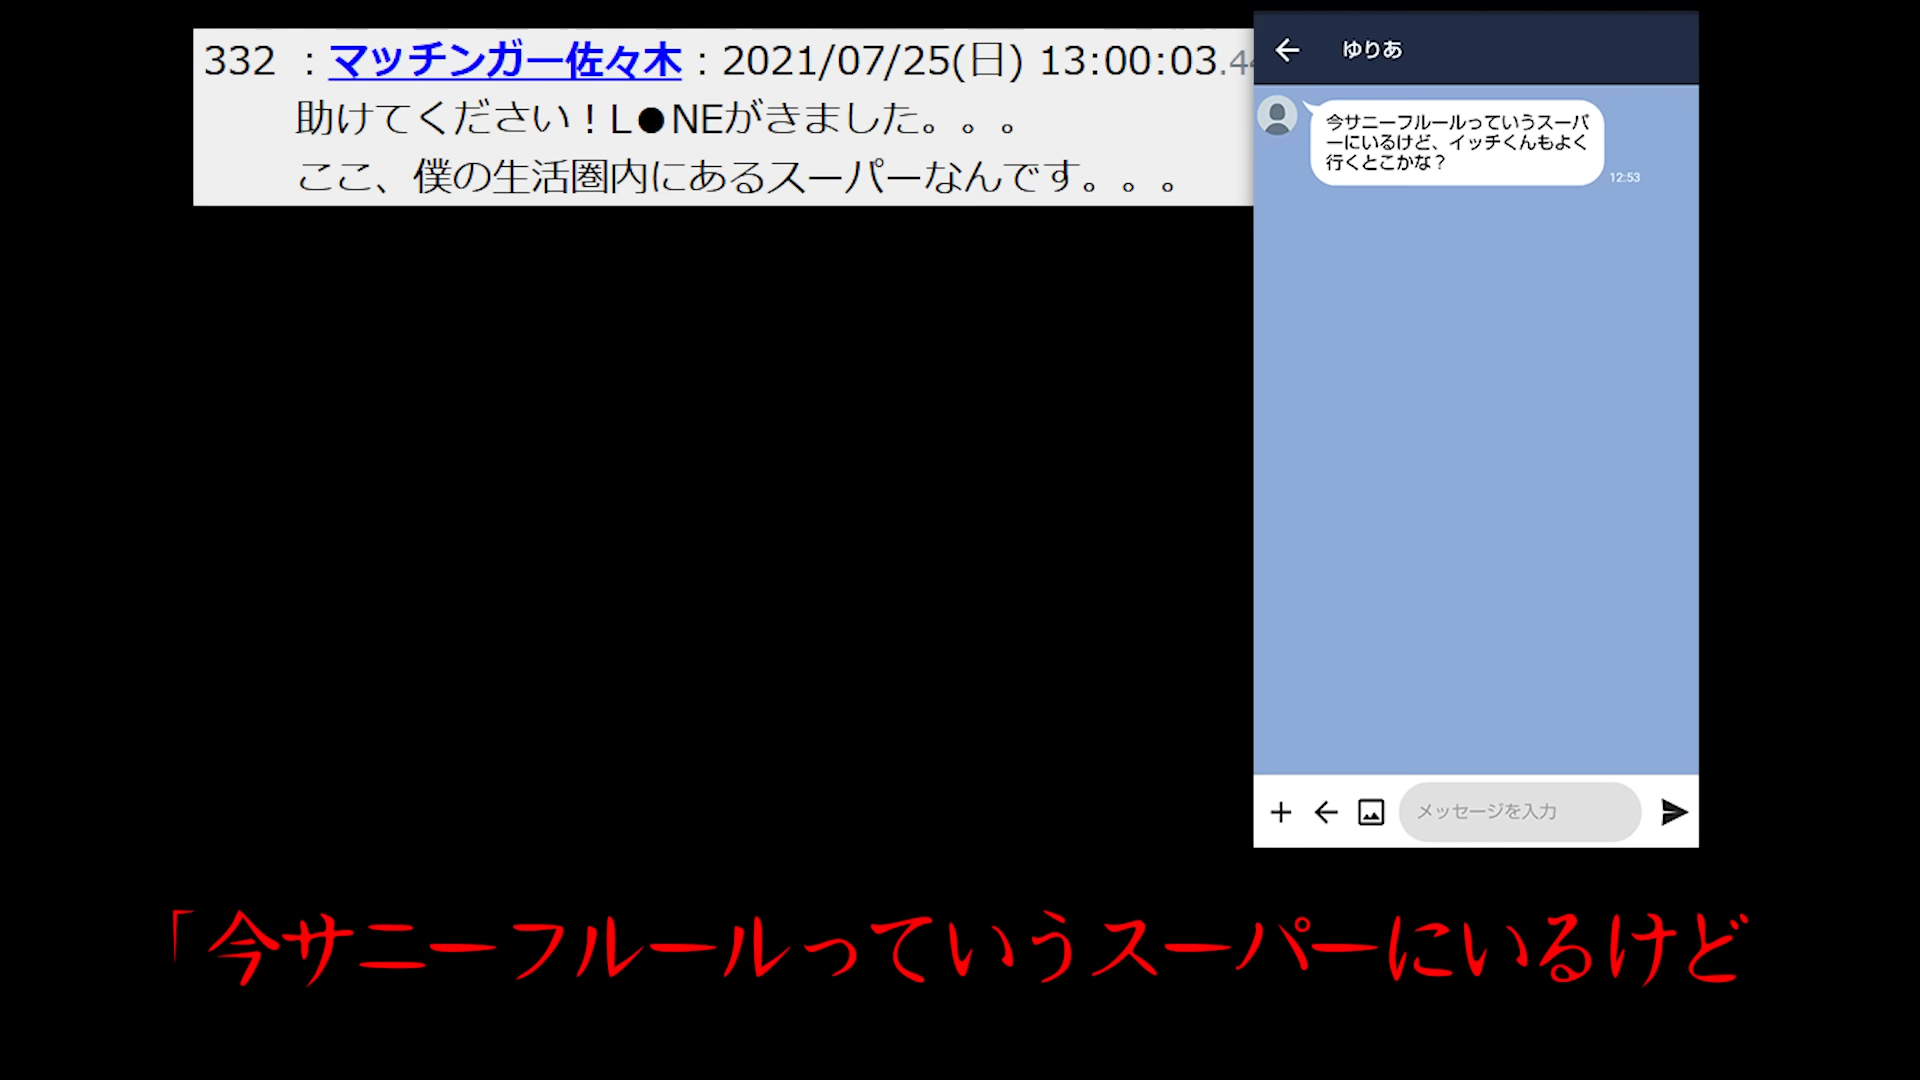 332 ：マッチンガー佐々木：2021/07/25(日) 13:00:03.44
助けてください！L●NEがきました。。。
ここ、僕の生活圏内にあるスーパーなんです。。。
ゆりあ
今サニーフルールっていうスーパ
ーにいるけど、イッチくんもよく
行くとこかな？
12:53
メッセージを入力
「今サニーフルールっていうスーパーにいるけど